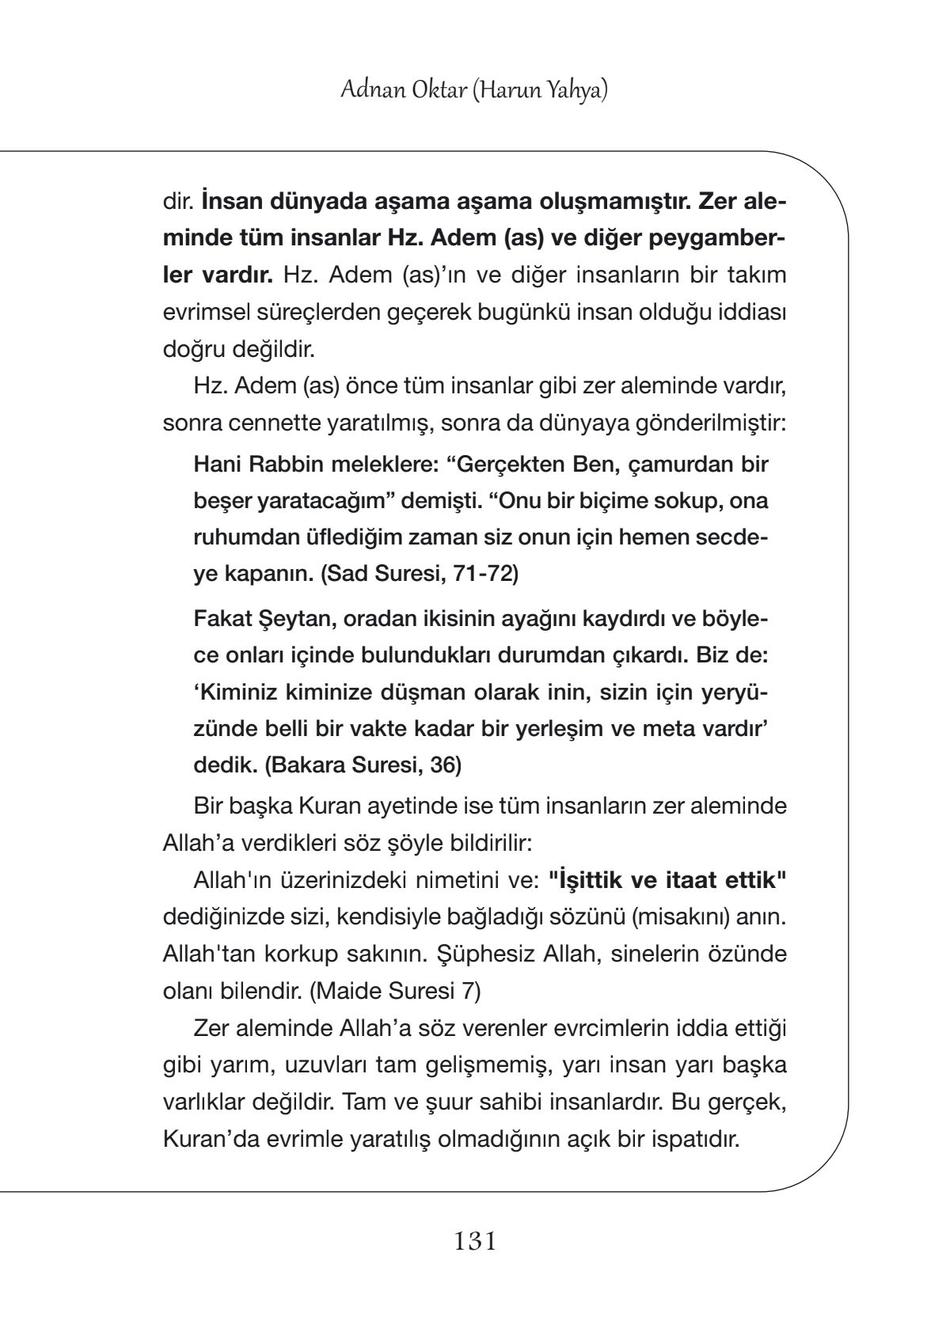 Adnan Oktar (Harun Yahya)
dir. İnsan dünyada aşama aşama oluşmamıştır. Zer ale-
minde tüm insanlar Hz. Adem (as) ve diğer peygamber-
ler vardır. Hz. Adem (as)’ın ve diğer insanların bir takım
evrimsel süreçlerden geçerek bugünkü insan olduğu iddiası
doğru değildir.
Hz. Adem (as) önce tüm insanlar gibi zer aleminde vardır,
sonra cennette yaratılmış, sonra da dünyaya gönderilmiştir:
Hani Rabbin meleklere: “Gerçekten Ben, çamurdan bir
beşer yaratacağım” demişti. “Onu bir biçime sokup, ona
ruhumdan üflediğim zaman siz onun için hemen secde-
ye kapanın. (Sad Suresi, 71-72)
Fakat Şeytan, oradan ikisinin ayağını kaydırdı ve böyle-
ce onları içinde bulundukları durumdan çıkardı. Biz de:
‘Kiminiz kiminize düşman olarak inin, sizin için yeryü-
zünde belli bir vakte kadar bir yerleşim ve meta vardır’
dedik. (Bakara Suresi, 36)
Bir başka Kuran ayetinde ise tüm insanların zer aleminde
Allah’a verdikleri söz şöyle bildirilir:
Allah'ın üzerinizdeki nimetini ve: "İşittik ve itaat ettik"
dediğinizde sizi, kendisiyle bağladığı sözünü (misakını) anın.
Allah'tan korkup sakının. Şüphesiz Allah, sinelerin özünde
olanı bilendir. (Maide Suresi 7)
Zer aleminde Allah’a söz verenler evrcimlerin iddia ettiği
gibi yarım, uzuvları tam gelişmemiş, yarı insan yarı başka
varlıklar değildir. Tam ve şuur sahibi insanlardır. Bu gerçek,
Kuran’da evrimle yaratılış olmadığının açık bir ispatıdır.
131